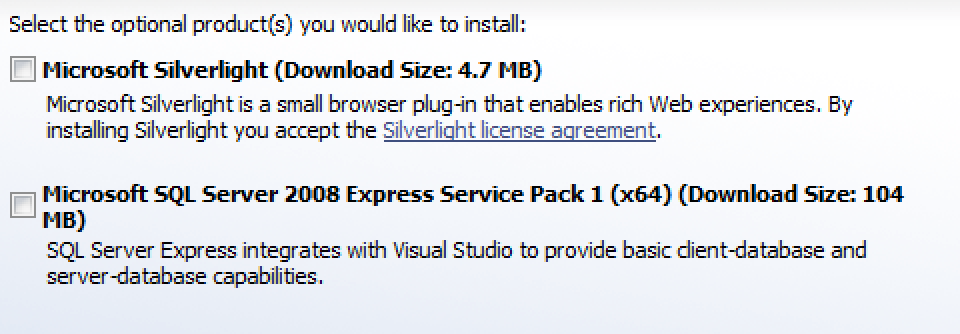 Select the optional product(s) you would like to install:
Microsoft Silverlight (Download Size: 4.7 MB)
Microsoft Silverlight is a small browser plug-in that enables rich Web experiences. By
installing Silverlight you accept the Silverlight license agreement.
Microsoft SQL Server 2008 Express Service Pack 1 (x64) (Download Size: 104
MB)
SQL Server Express integrates with Visual Studio to provide basic client-database and
server-database capabilities.